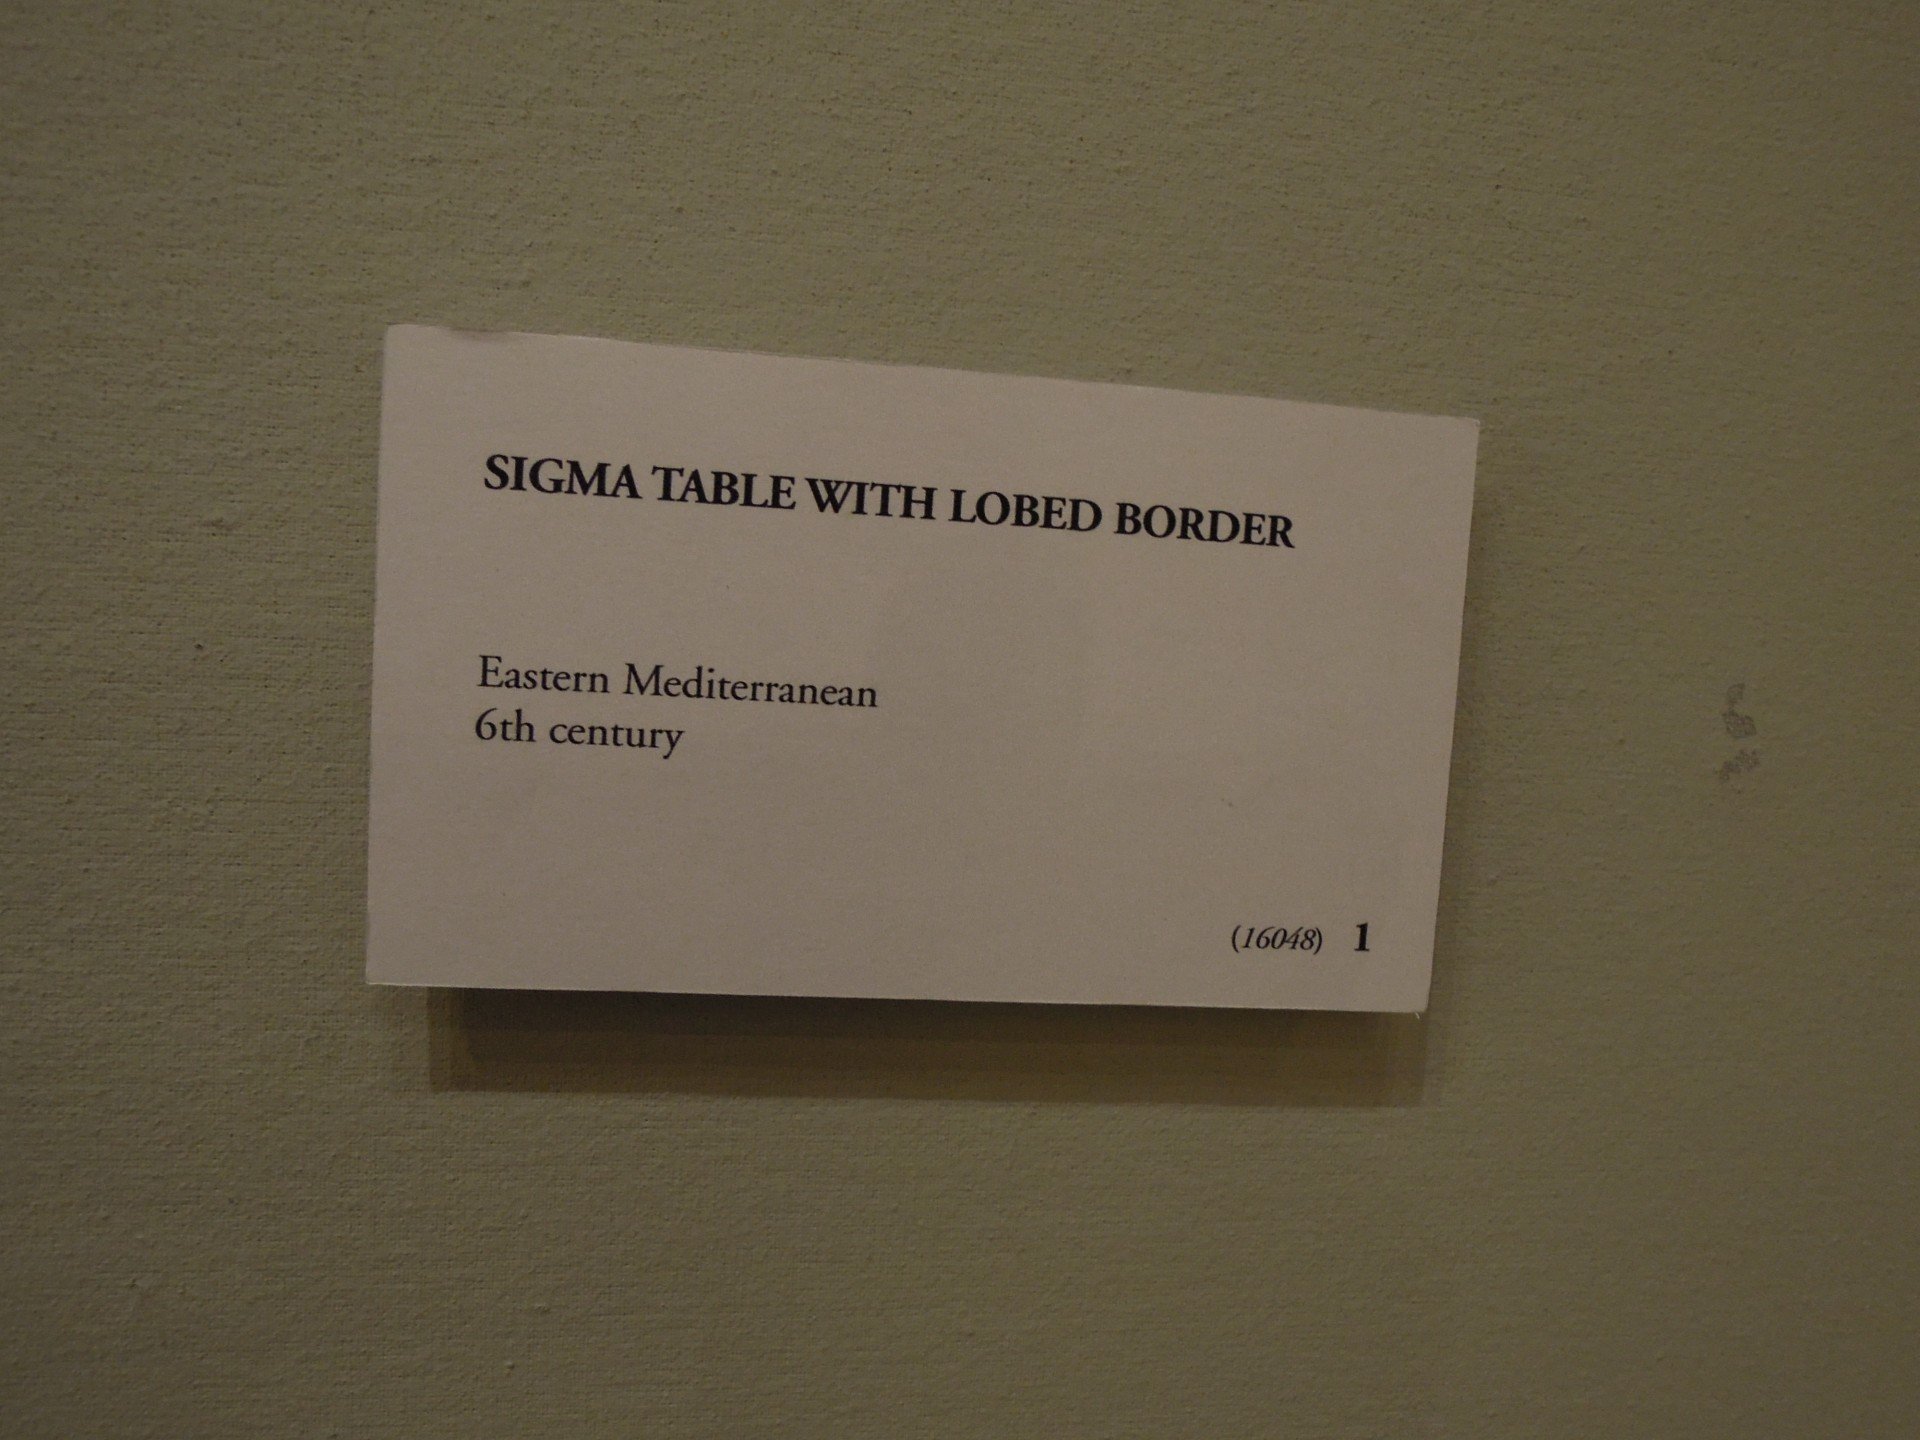 SIGMA TABLE WITH LOBED BORDER
Eastern Mediterranean
6th century
(16048) 1